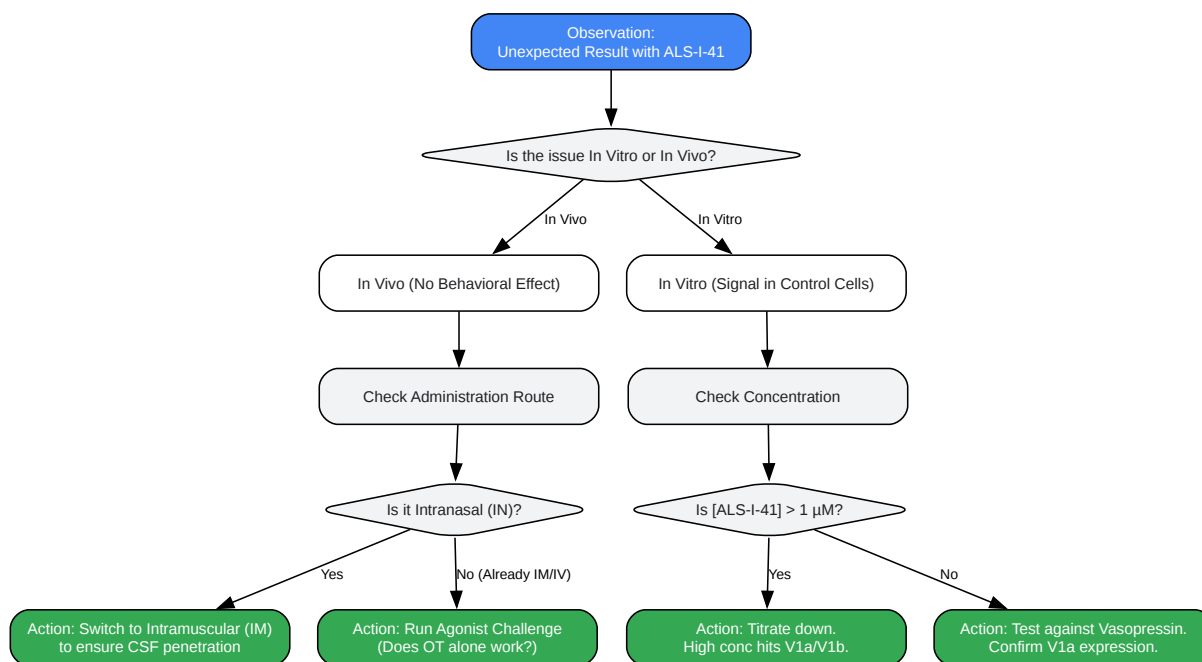 Observation:
Unexpected Result with ALS-I-41
Is the issue In Vitro or In Vivo?
In Vivo
In Vitro
In Vivo (No Behavioral Effect)
In Vitro (Signal in Control Cells)
Check Administration Route
Check Concentration
Is it Intranasal (IN)?
Is [ALS-I-41] > 1 µM?
Yes
No (Already IM/IV)
Yes
No
Action: Switch to Intramuscular (IM)
to ensure CSF penetration
Action: Run Agonist Challenge
(Does OT alone work?)
Action: Titrate down.
High conc hits V1a/V1b.
Action: Test against Vasopressin.
Confirm V1a expression.